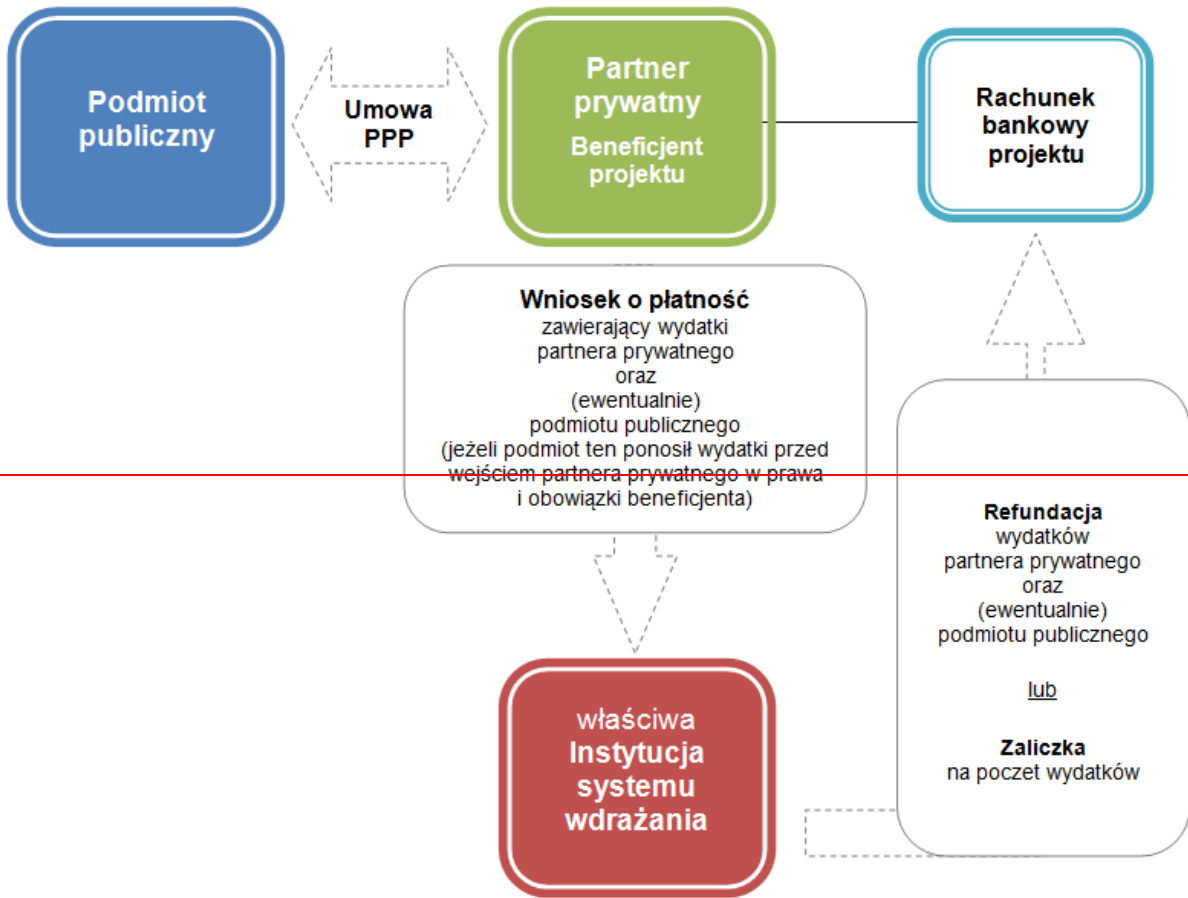 Podmiot
publiczny
Umowa
PPP
Partner
prywatny
Beneficjent
projektu
Rachunek
bankowy
projektu
Wniosek o płatność
zawierający wydatki
partnera prywatnego
oraz
(ewentualnie)
podmiotu publicznego
(jeżeli podmiot ten ponosił wydatki przed
wejściem partnera prywatnego w prawa
i obowiązki beneficjenta)
Refundacja
wydatków
partnera prywatnego
oraz
(ewentualnie)
podmiotu publicznego
lub
Zaliczka
na poczet wydatków
właściwa
Instytucja
systemu
wdrażania